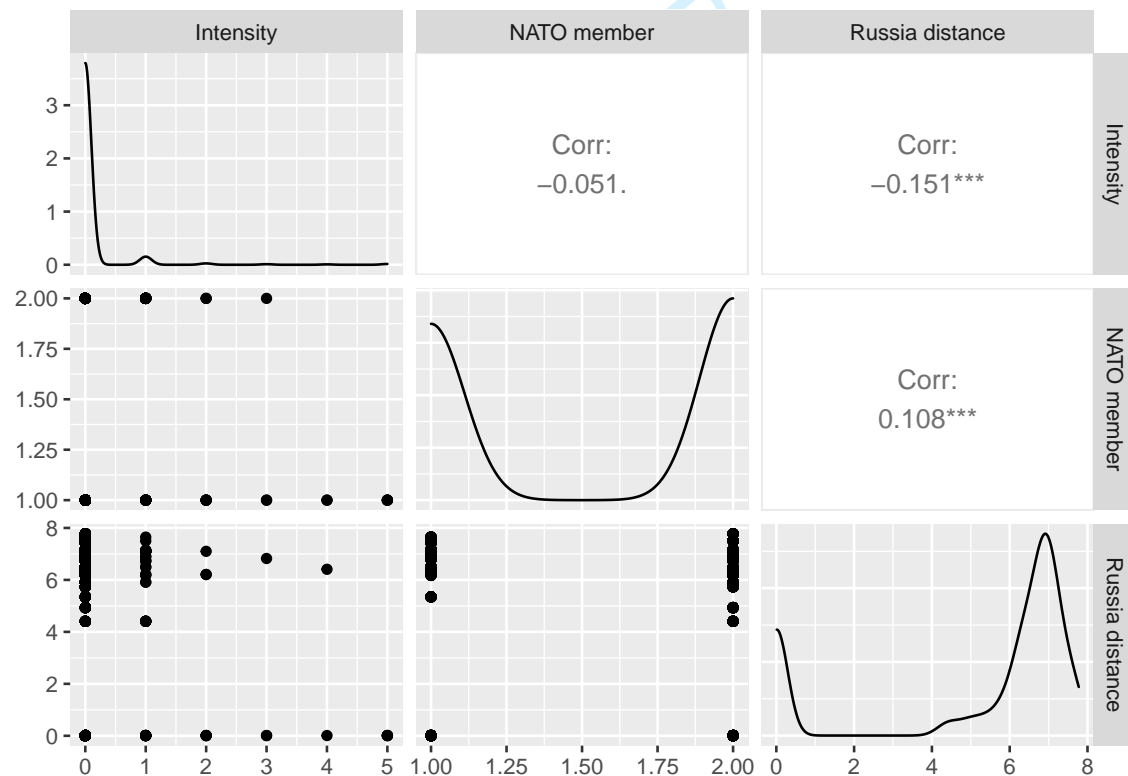 Intensity
NATO member
Russia distance
3
2
1
0
Corr:
−0.051.
Corr:
−0.151***
Intensity
2.00
1.75
1.50
1.25
1.00
Corr:
0.108***
NATO member
8
6
4
2
0
Russia distance
0 1 2 3 4 5
1.00 1.25 1.50 1.75 2.00
0 2 4 6 8